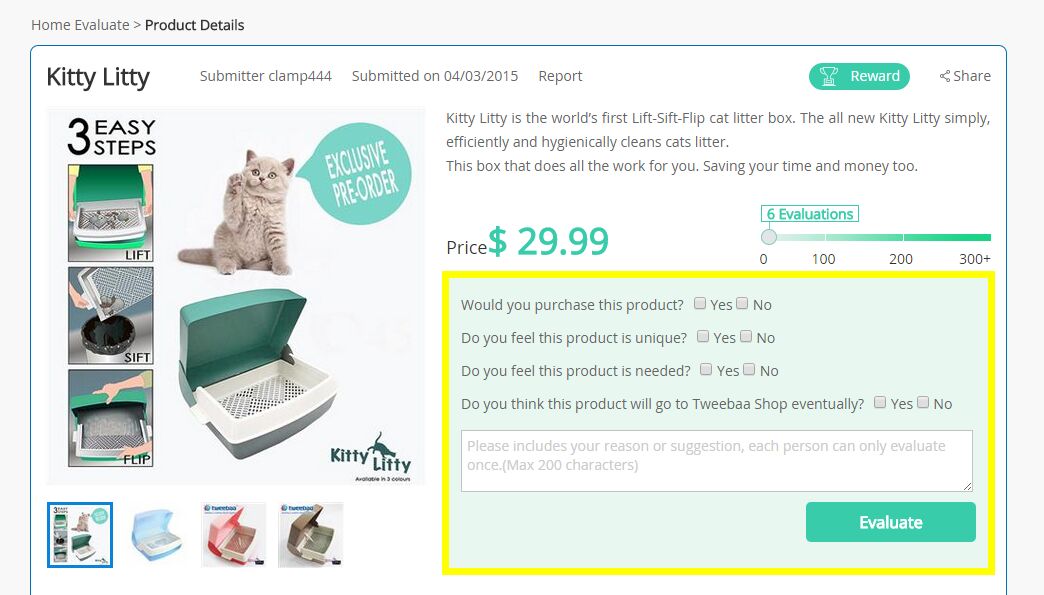 Home Evaluate > Product Details
Kitty Litty
Submitter clamp444
Submitted on 04/03/2015
Report
Reward
Share
3 EASY
STEPS
EXCLUSIVE
PRE-ORDER
LIFT
SIFT
FLIP
Kitty Litty
Available in 3 colours
Kitty Litty is the world’s first Lift-Sift-Flip cat litter box. The all new Kitty Litty simply,
efficiently and hygienically cleans cats litter.
This box that does all the work for you. Saving your time and money too.
6 Evaluations
Price$ 29.99
0 100 200 300+
Would you purchase this product? Yes No
Do you feel this product is unique? Yes No
Do you feel this product is needed? Yes No
Do you think this product will go to Tweebaa Shop eventually? Yes No
Please includes your reason or suggestion, each person can only evaluate
once.(Max 200 characters)
Evaluate
tweebaa
tweebaa